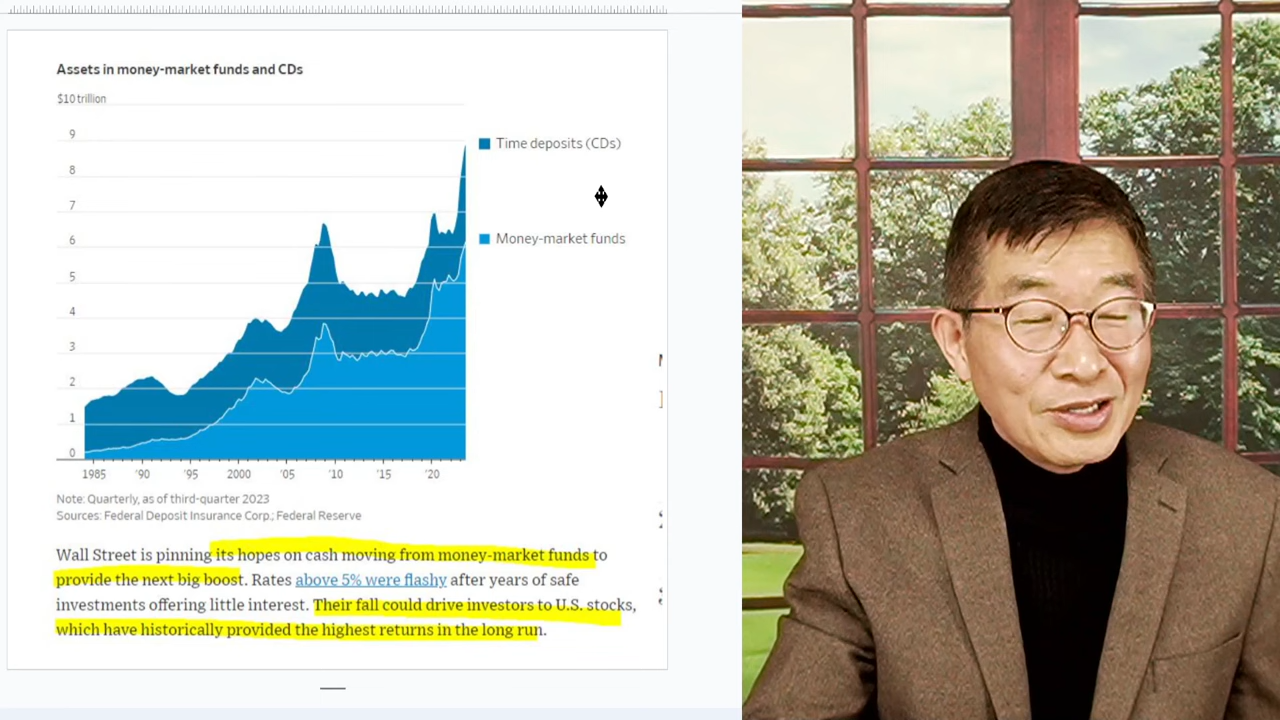 Assets in money-market funds and CDs
$10 trillion
9
8
7
6
5
4
3
2
1
0
1985 '90 '95 2000 '05 '10 '15 '20
Time deposits (CDs)
Money-market funds
Note: Quarterly, as of third-quarter 2023
Sources: Federal Deposit Insurance Corp.; Federal Reserve
Wall Street is pinning its hopes on cash moving from money-market funds to
provide the next big boost. Rates above 5% were flashy after years of safe
investments offering little interest. Their fall could drive investors to U.S. stocks,
which have historically provided the highest returns in the long run.